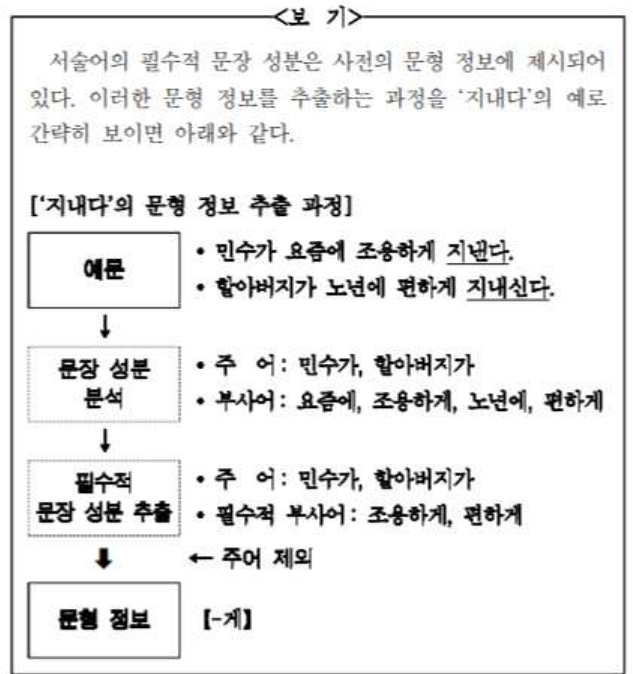 <보 기>
서술어의 필수적 문장 성분은 사전의 문형 정보에 제시되어
있다. 이러한 문형 정보를 추출하는 과정을 '지내다'의 예로
간략히 보이면 아래와 같다.
['지내다'의 문형 정보 추출 과정]
예문
• 민수가 요즘에 조용하게 지낸다.
• 할아버지가 노년에 편하게 지내신다.
↓
문장 성분
분석
• 주 어: 민수가, 할아버지가
• 부사어: 요즘에, 조용하게, 노년에, 편하게
↓
필수적
문장 성분 추출
• 주 어: 민수가, 할아버지가
• 필수적 부사어: 조용하게, 편하게
⬇ ← 주어 제외
문형 정보
【-게】